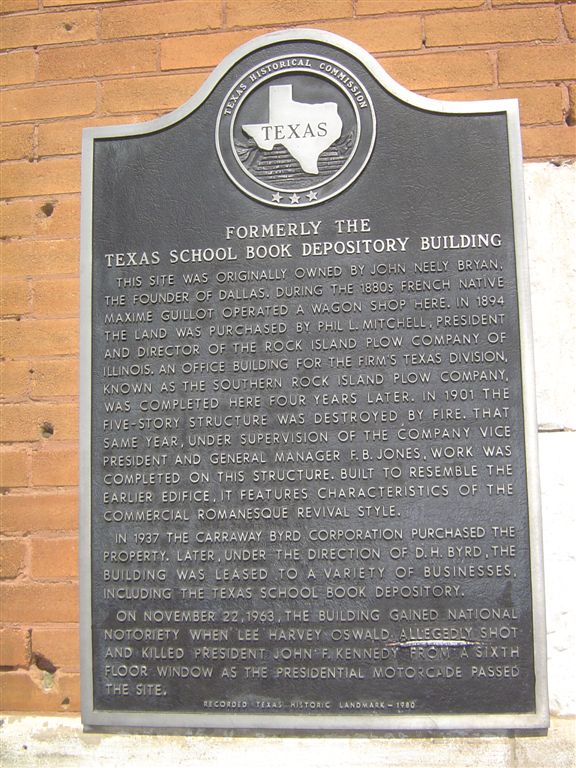 TEXAS HISTORICAL COMMISSION
TEXAS
FORMERLY THE
TEXAS SCHOOL BOOK DEPOSITORY BUILDING
THIS SITE WAS ORIGINALLY OWNED BY JOHN NEELY BRYAN,
THE FOUNDER OF DALLAS. DURING THE 1880s FRENCH NATIVE
MAXIME GUILLOT OPERATED A WAGON SHOP HERE. IN 1894
THE LAND WAS PURCHASED BY PHIL L. MITCHELL, PRESIDENT
AND DIRECTOR OF THE ROCK ISLAND PLOW COMPANY OF
ILLINOIS. AN OFFICE BUILDING FOR THE FIRM'S TEXAS DIVISION,
KNOWN AS THE SOUTHERN ROCK ISLAND PLOW COMPANY,
WAS COMPLETED HERE FOUR YEARS LATER. IN 1901 THE
FIVE-STORY STRUCTURE WAS DESTROYED BY FIRE. THAT
SAME YEAR, UNDER SUPERVISION OF THE COMPANY VICE
PRESIDENT AND GENERAL MANAGER F. B. JONES, WORK WAS
COMPLETED ON THIS STRUCTURE. BUILT TO RESEMBLE THE
EARLIER EDIFICE, IT FEATURES CHARACTERISTICS OF THE
COMMERCIAL ROMANESQUE REVIVAL STYLE.
IN 1937 THE CARRAWAY BYRD CORPORATION PURCHASED THE
PROPERTY. LATER, UNDER THE DIRECTION OF D. H. BYRD, THE
BUILDING WAS LEASED TO A VARIETY OF BUSINESSES,
INCLUDING THE TEXAS SCHOOL BOOK DEPOSITORY.
ON NOVEMBER 22, 1963, THE BUILDING GAINED NATIONAL
NOTORIETY WHEN LEE HARVEY OSWALD ALLEGEDLY SHOT
AND KILLED PRESIDENT JOHN F. KENNEDY FROM A SIXTH
FLOOR WINDOW AS THE PRESIDENTIAL MOTORCADE PASSED
THE SITE.
RECORDED TEXAS HISTORIC LANDMARK – 1980